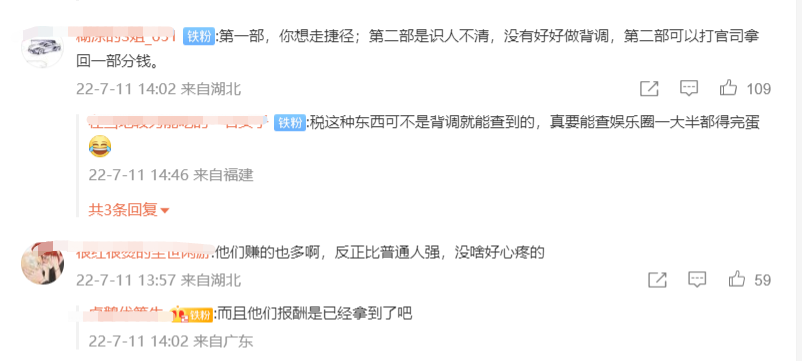 铁粉:第一部，你想走捷径；第二部是识人不清，没有好好做背调，第二部可以打官司拿
回一部分钱。
22-7-11 14:02 来自湖北
109
铁粉:税这种东西可不是背调就能查到的，真要能查娱乐圈一大半都得完蛋
22-7-11 14:46 来自福建
共3条回复
:他们赚的也多啊，反正比普通人强，没啥好心疼的
22-7-11 13:57 来自湖北
59
铁粉:而且他们报酬是已经拿到了吧
22-7-11 14:02 来自广东